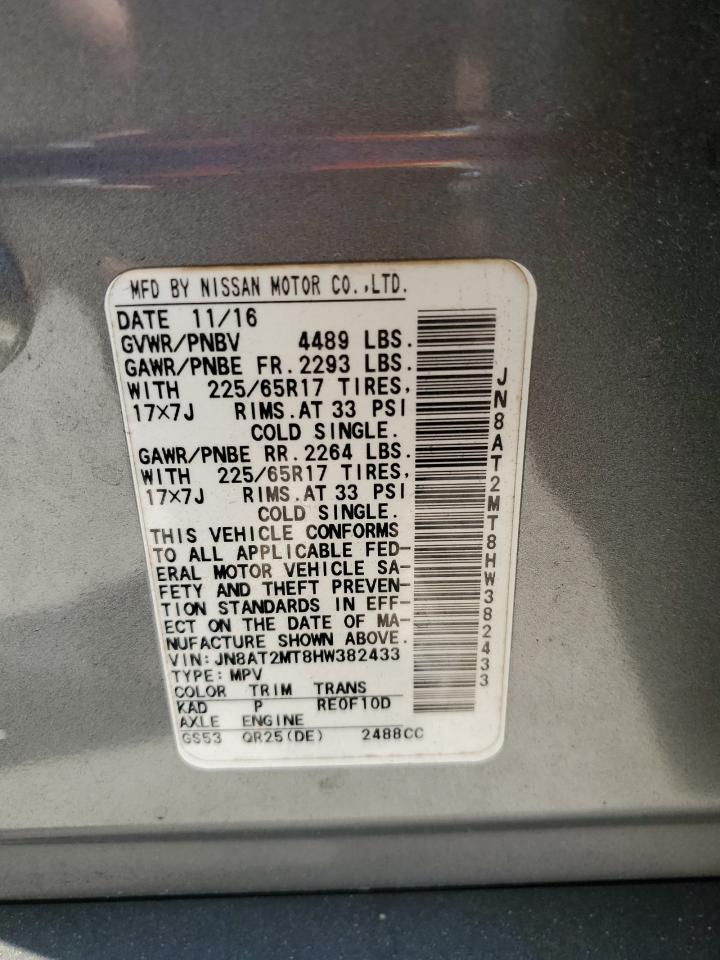 MFD BY NISSAN MOTOR CO.,LTD.
DATE 11/16
GVWR/PNBV 4489 LBS.
GAWR/PNBE FR. 2293 LBS.
WITH 225/65R17 TIRES,
17×7J RIMS.AT 33 PSI
COLD SINGLE.
GAWR/PNBE RR. 2264 LBS.
WITH 225/65R17 TIRES,
17×7J RIMS.AT 33 PSI
COLD SINGLE.
THIS VEHICLE CONFORMS
TO ALL APPLICABLE FED-
ERAL MOTOR VEHICLE SA-
FETY AND THEFT PREVEN-
TION STANDARDS IN EFF-
ECT ON THE DATE OF MA-
NUFACTURE SHOWN ABOVE.
VIN:JN8AT2MT8HW382433
TYPE:MPV
COLOR TRIM TRANS
KAD P RE0F10D
AXLE ENGINE
GS53 QR25(DE) 2488CC
JN8AT2MT8HW382433